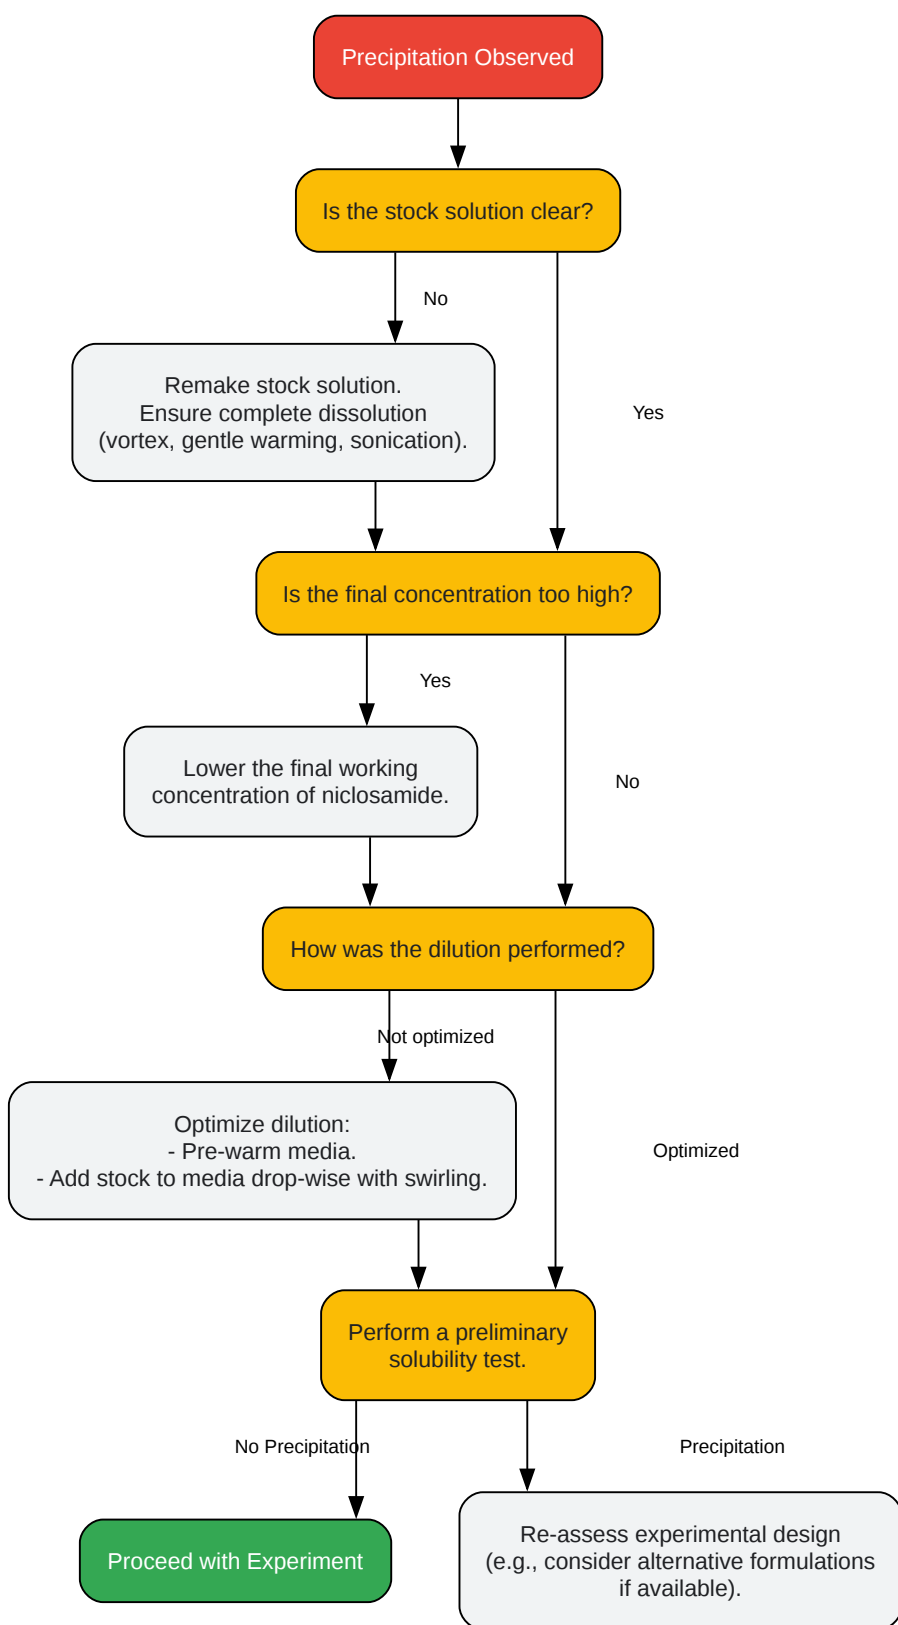 Precipitation Observed
Is the stock solution clear?
No
Remake stock solution.
Ensure complete dissolution
(vortex, gentle warming, sonication).
Yes
Is the final concentration too high?
Yes
Lower the final working
concentration of niclosamide.
No
How was the dilution performed?
Not optimized
Optimize dilution:
- Pre-warm media.
- Add stock to media drop-wise with swirling.
Optimized
Perform a preliminary
solubility test.
No Precipitation
Precipitation
Proceed with Experiment
Re-assess experimental design
(e.g., consider alternative formulations
if available).